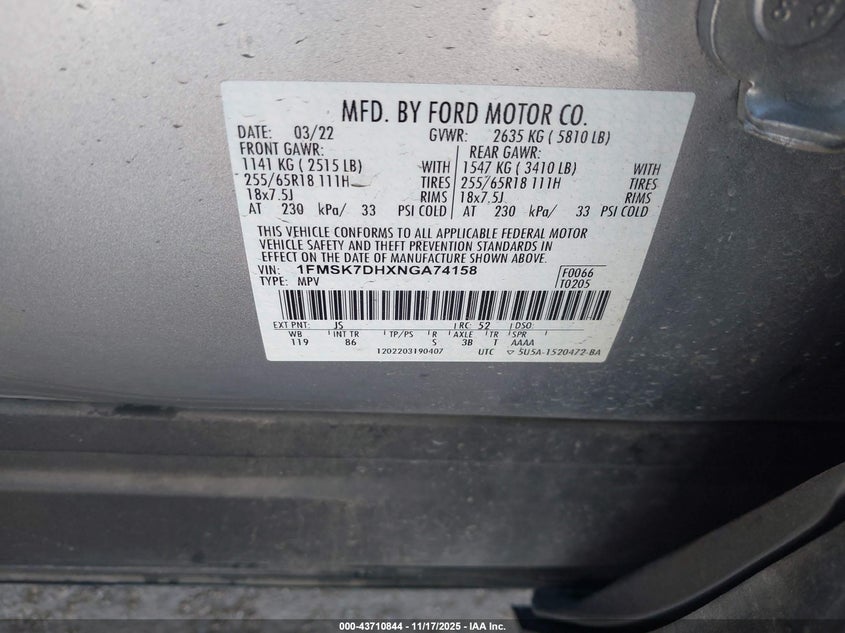 MFD. BY FORD MOTOR CO.
DATE: 03/22 GVWR: 2635 KG ( 5810 LB)
FRONT GAWR: REAR GAWR:
1141 KG ( 2515 LB) WITH 1547 KG ( 3410 LB) WITH
255/65R18 111H TIRES 255/65R18 111H TIRES
18x7.5J RIMS 18x7.5J RIMS
AT 230 kPa/ 33 PSI COLD AT 230 kPa/ 33 PSI COLD
THIS VEHICLE CONFORMS TO ALL APPLICABLE FEDERAL MOTOR
VEHICLE SAFETY AND THEFT PREVENTION STANDARDS IN
EFFECT ON THE DATE OF MANUFACTURE SHOWN ABOVE.
VIN: 1FMSK7DHXNGA74158 F0066
TYPE: MPV T0205
EXT PNT: JS RC: 52 DSO:
WB INT TR TP/PS R AXLE TR SPR
119 86 S 3B T AAAA
1202203190407 UTC ▽ 5U5A-1520472-BA
000-43710844 - 11/17/2025 - IAA Inc.